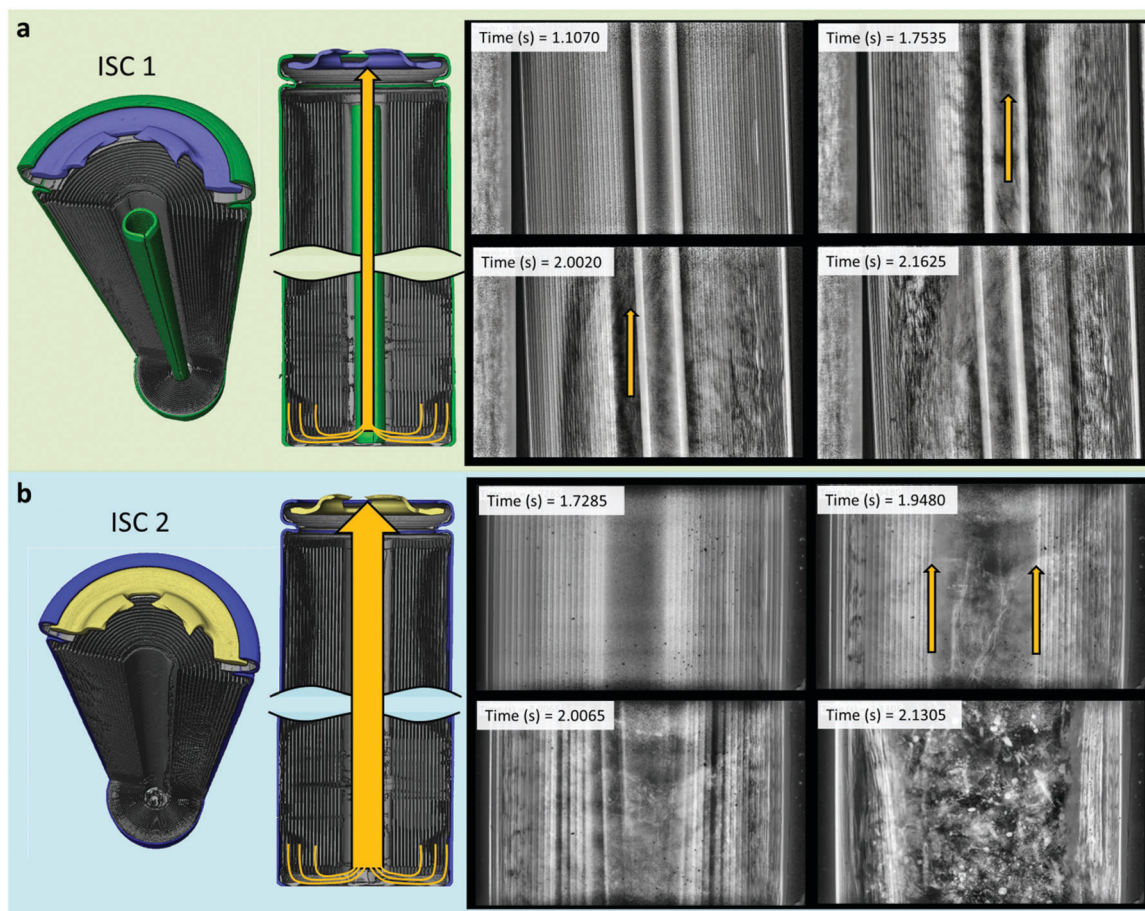 a
ISC 1
Time (s) = 1.1070
Time (s) = 1.7535
Time (s) = 2.0020
Time (s) = 2.1625
b
ISC 2
Time (s) = 1.7285
Time (s) = 1.9480
Time (s) = 2.0065
Time (s) = 2.1305